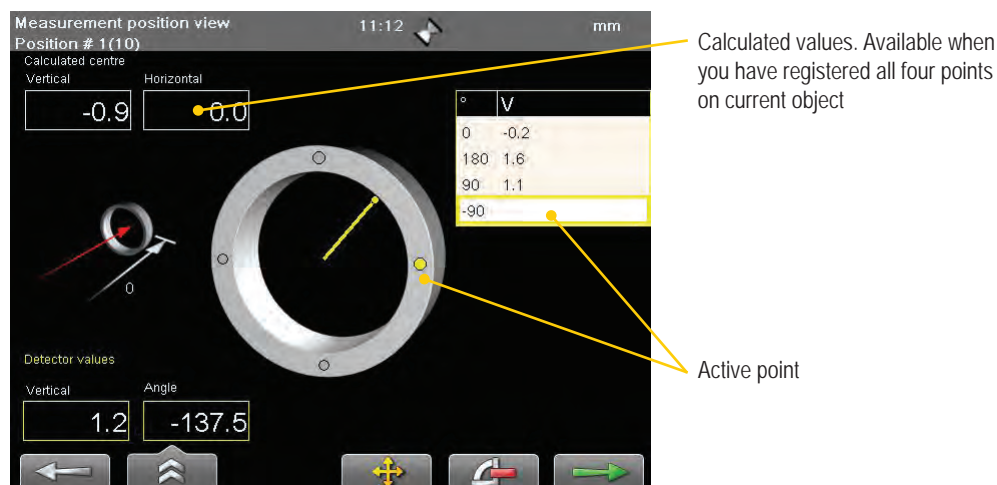 Measurement position view
11:12
mm
Position # 1(10)
Calculated centre
Vertical
Horizontal
-0.9
-0.0
° V
0 -0.2
180 1.6
90 1.1
-90
0
Detector values
Vertical
Angle
1.2
-137.5
Calculated values. Available when
you have registered all four points
on current object
Active point